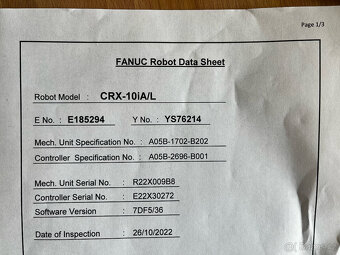 Page 1/3
FANUC Robot Data Sheet
Robot Model : CRX-10iA/L
E No. : E185294 Y No. : YS76214
Mech. Unit Specification No. : A05B-1702-B202
Controller Specification No. : A05B-2696-B001
Mech. Unit Serial No. : R22X009B8
Controller Serial No. : E22X30272
Software Version : 7DF5/36
Date of Inspection : 26/10/2022